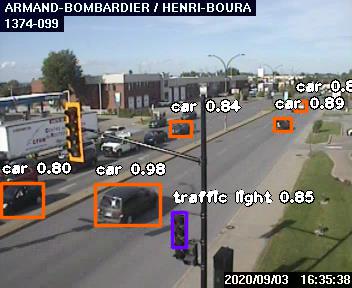 ARMAND-BOMBARDIER / HENRI-BOURA
1374-099
car 0.8
car 0.84
car 0.89
car 0.80
car 0.98
traffic light 0.85
2020/09/03 16:35:38